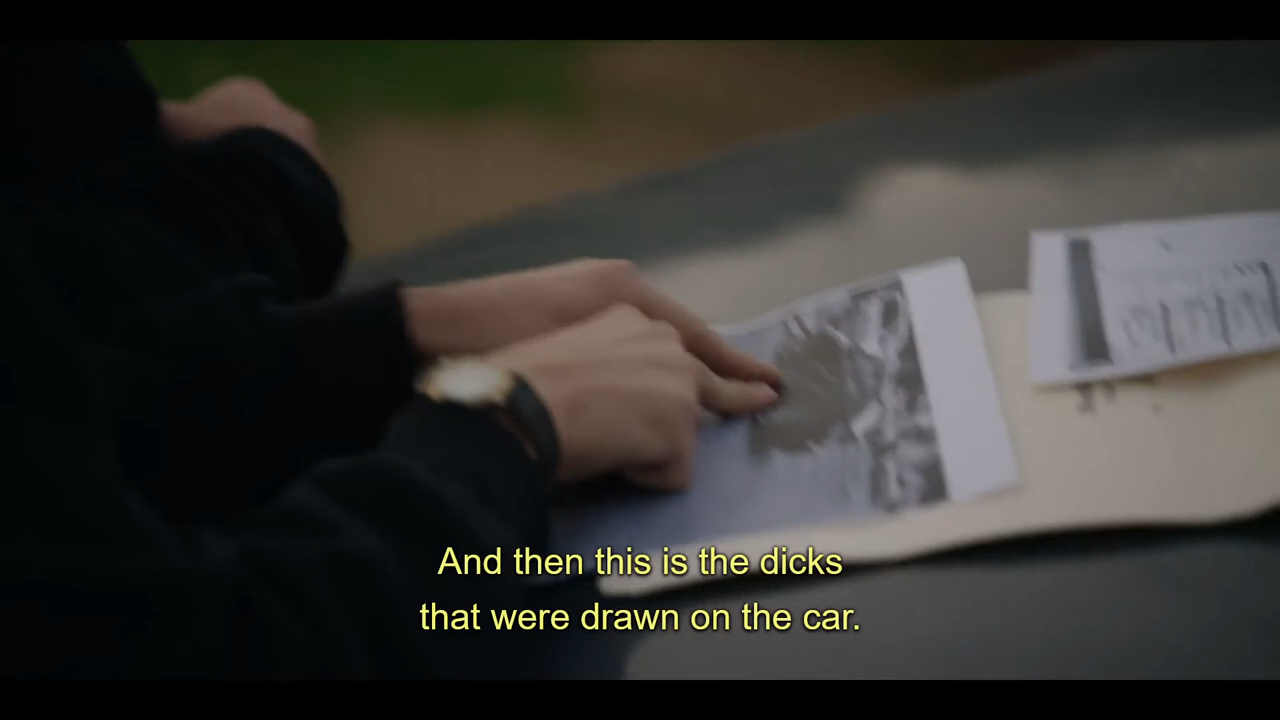 And then this is the dicks
that were drawn on the car.